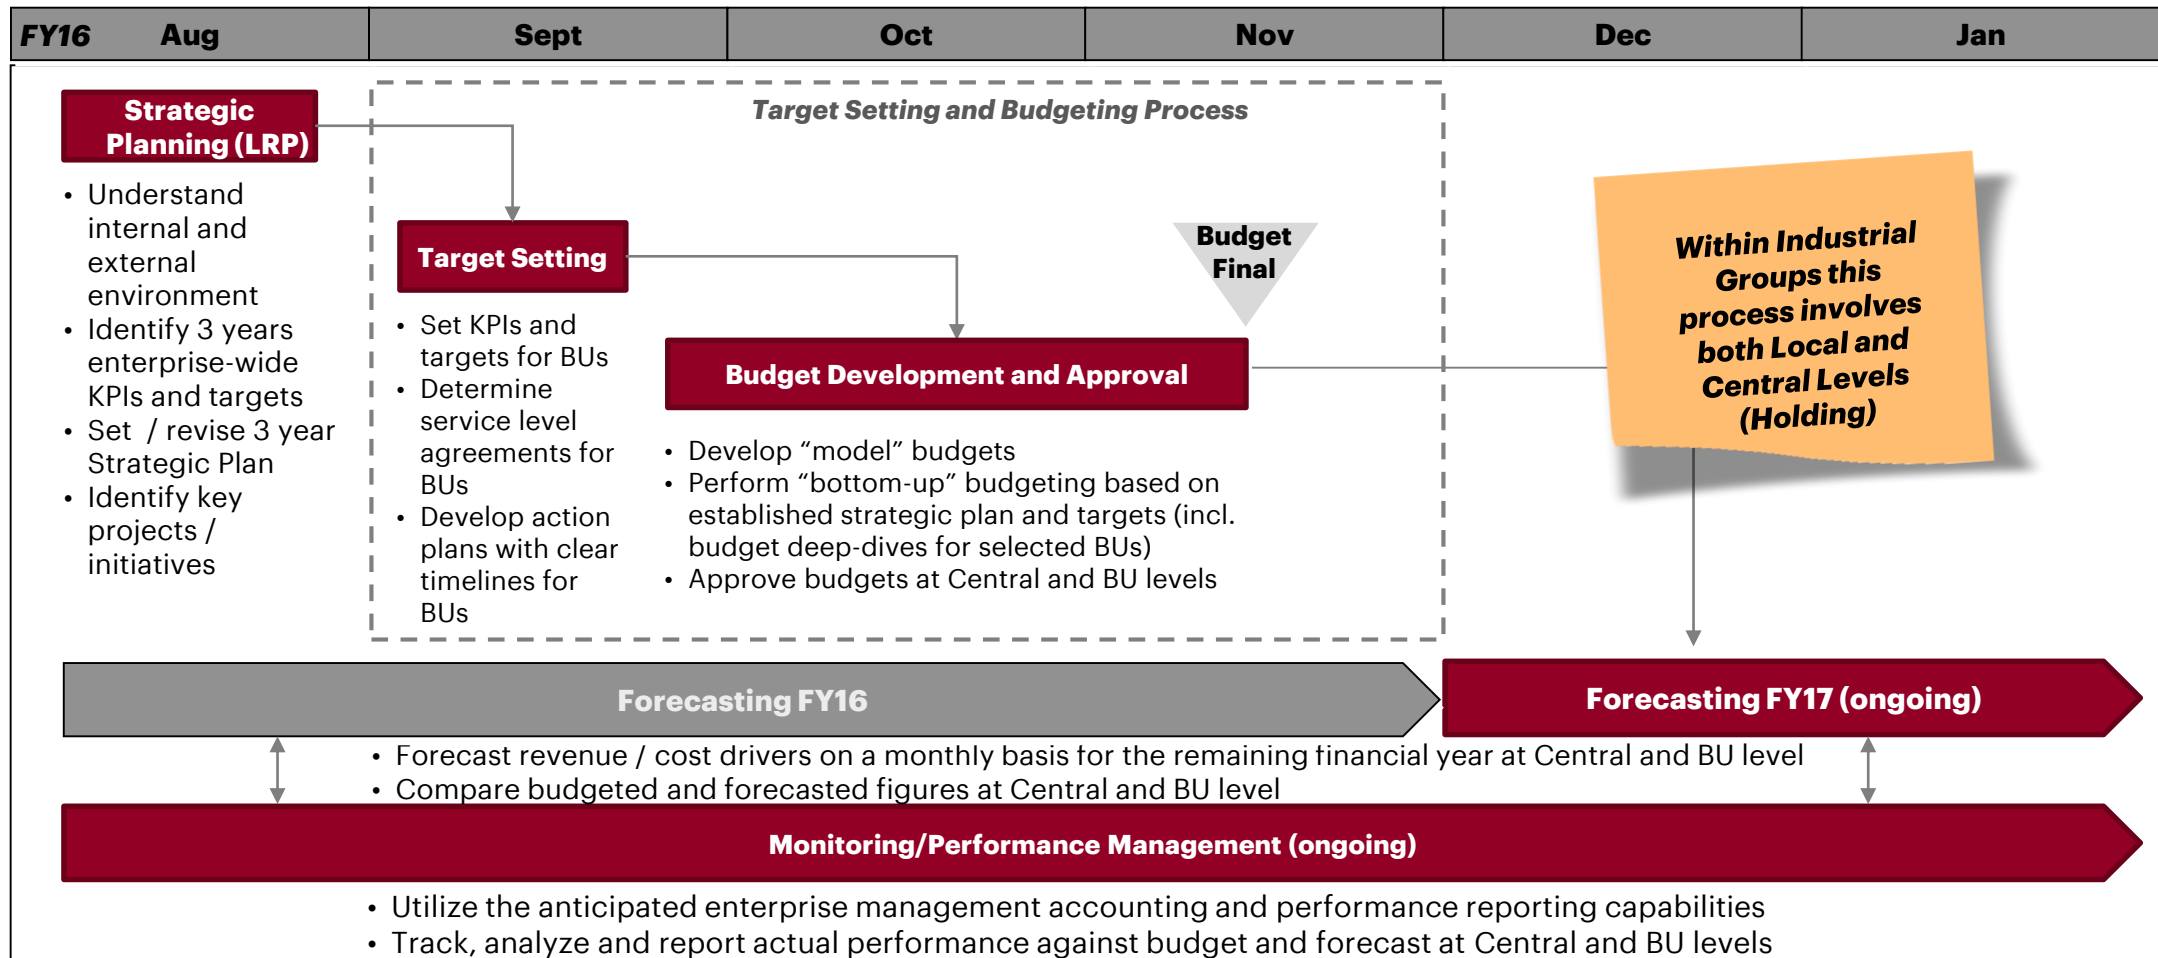 FY16 Aug Sept Oct Nov Dec Jan
Strategic
Planning (LRP)
• Understand
internal and
external
environment
• Identify 3 years
enterprise-wide
KPIs and targets
• Set / revise 3 year
Strategic Plan
• Identify key
projects /
initiatives
Target Setting and Budgeting Process
Target Setting
• Set KPIs and
targets for BUs
• Determine
service level
agreements for
BUs
• Develop action
plans with clear
timelines for
BUs
Budget
Final
Budget Development and Approval
• Develop “model” budgets
• Perform “bottom-up” budgeting based on
established strategic plan and targets (incl.
budget deep-dives for selected BUs)
• Approve budgets at Central and BU levels
Within Industrial
Groups this
process involves
both Local and
Central Levels
(Holding)
Forecasting FY16
Forecasting FY17 (ongoing)
• Forecast revenue / cost drivers on a monthly basis for the remaining financial year at Central and BU level
• Compare budgeted and forecasted figures at Central and BU level
Monitoring/Performance Management (ongoing)
• Utilize the anticipated enterprise management accounting and performance reporting capabilities
• Track, analyze and report actual performance against budget and forecast at Central and BU levels